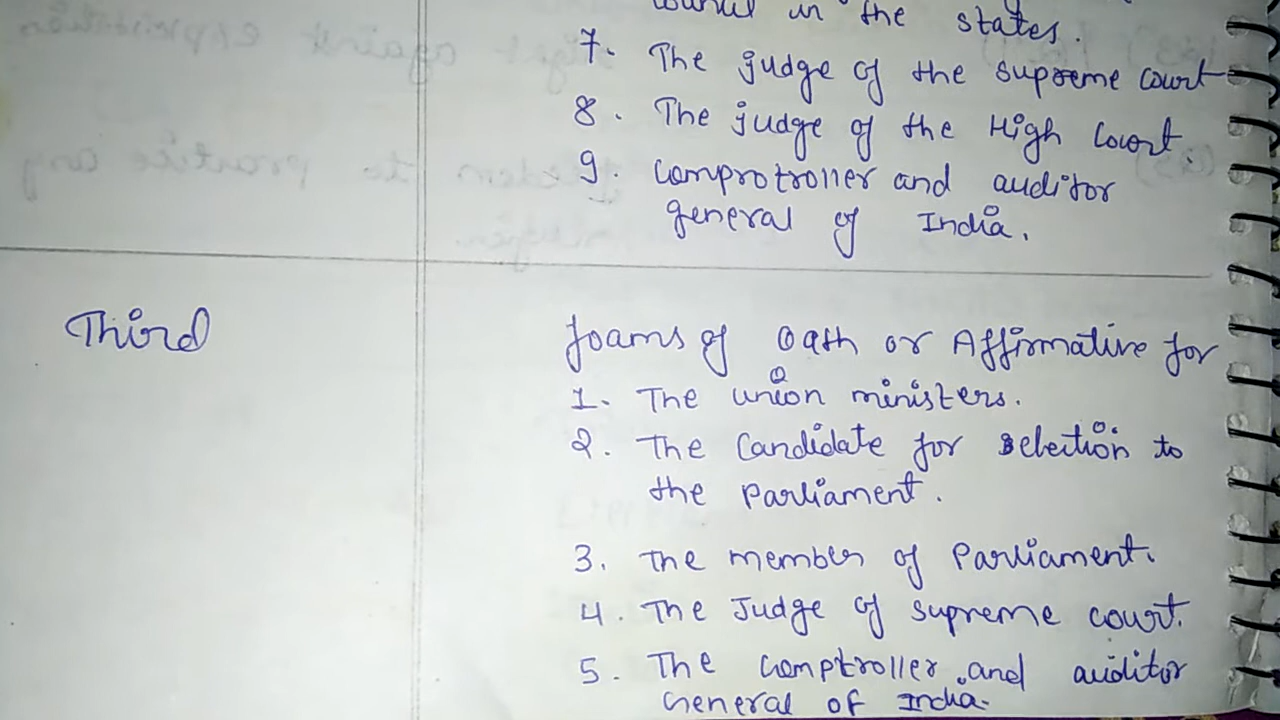 council in the states.
7. The judge of the supreme court
8. The judge of the High Court.
9. comprotroller and auditor
general of India.
Third
foams of Oath or Affirmative for
1. The union ministers.
2. The Candidate for selection to
the parliament.
3. The member of Parliament.
4. The Judge of supreme court.
5. The comptroller and auditor
General of India.